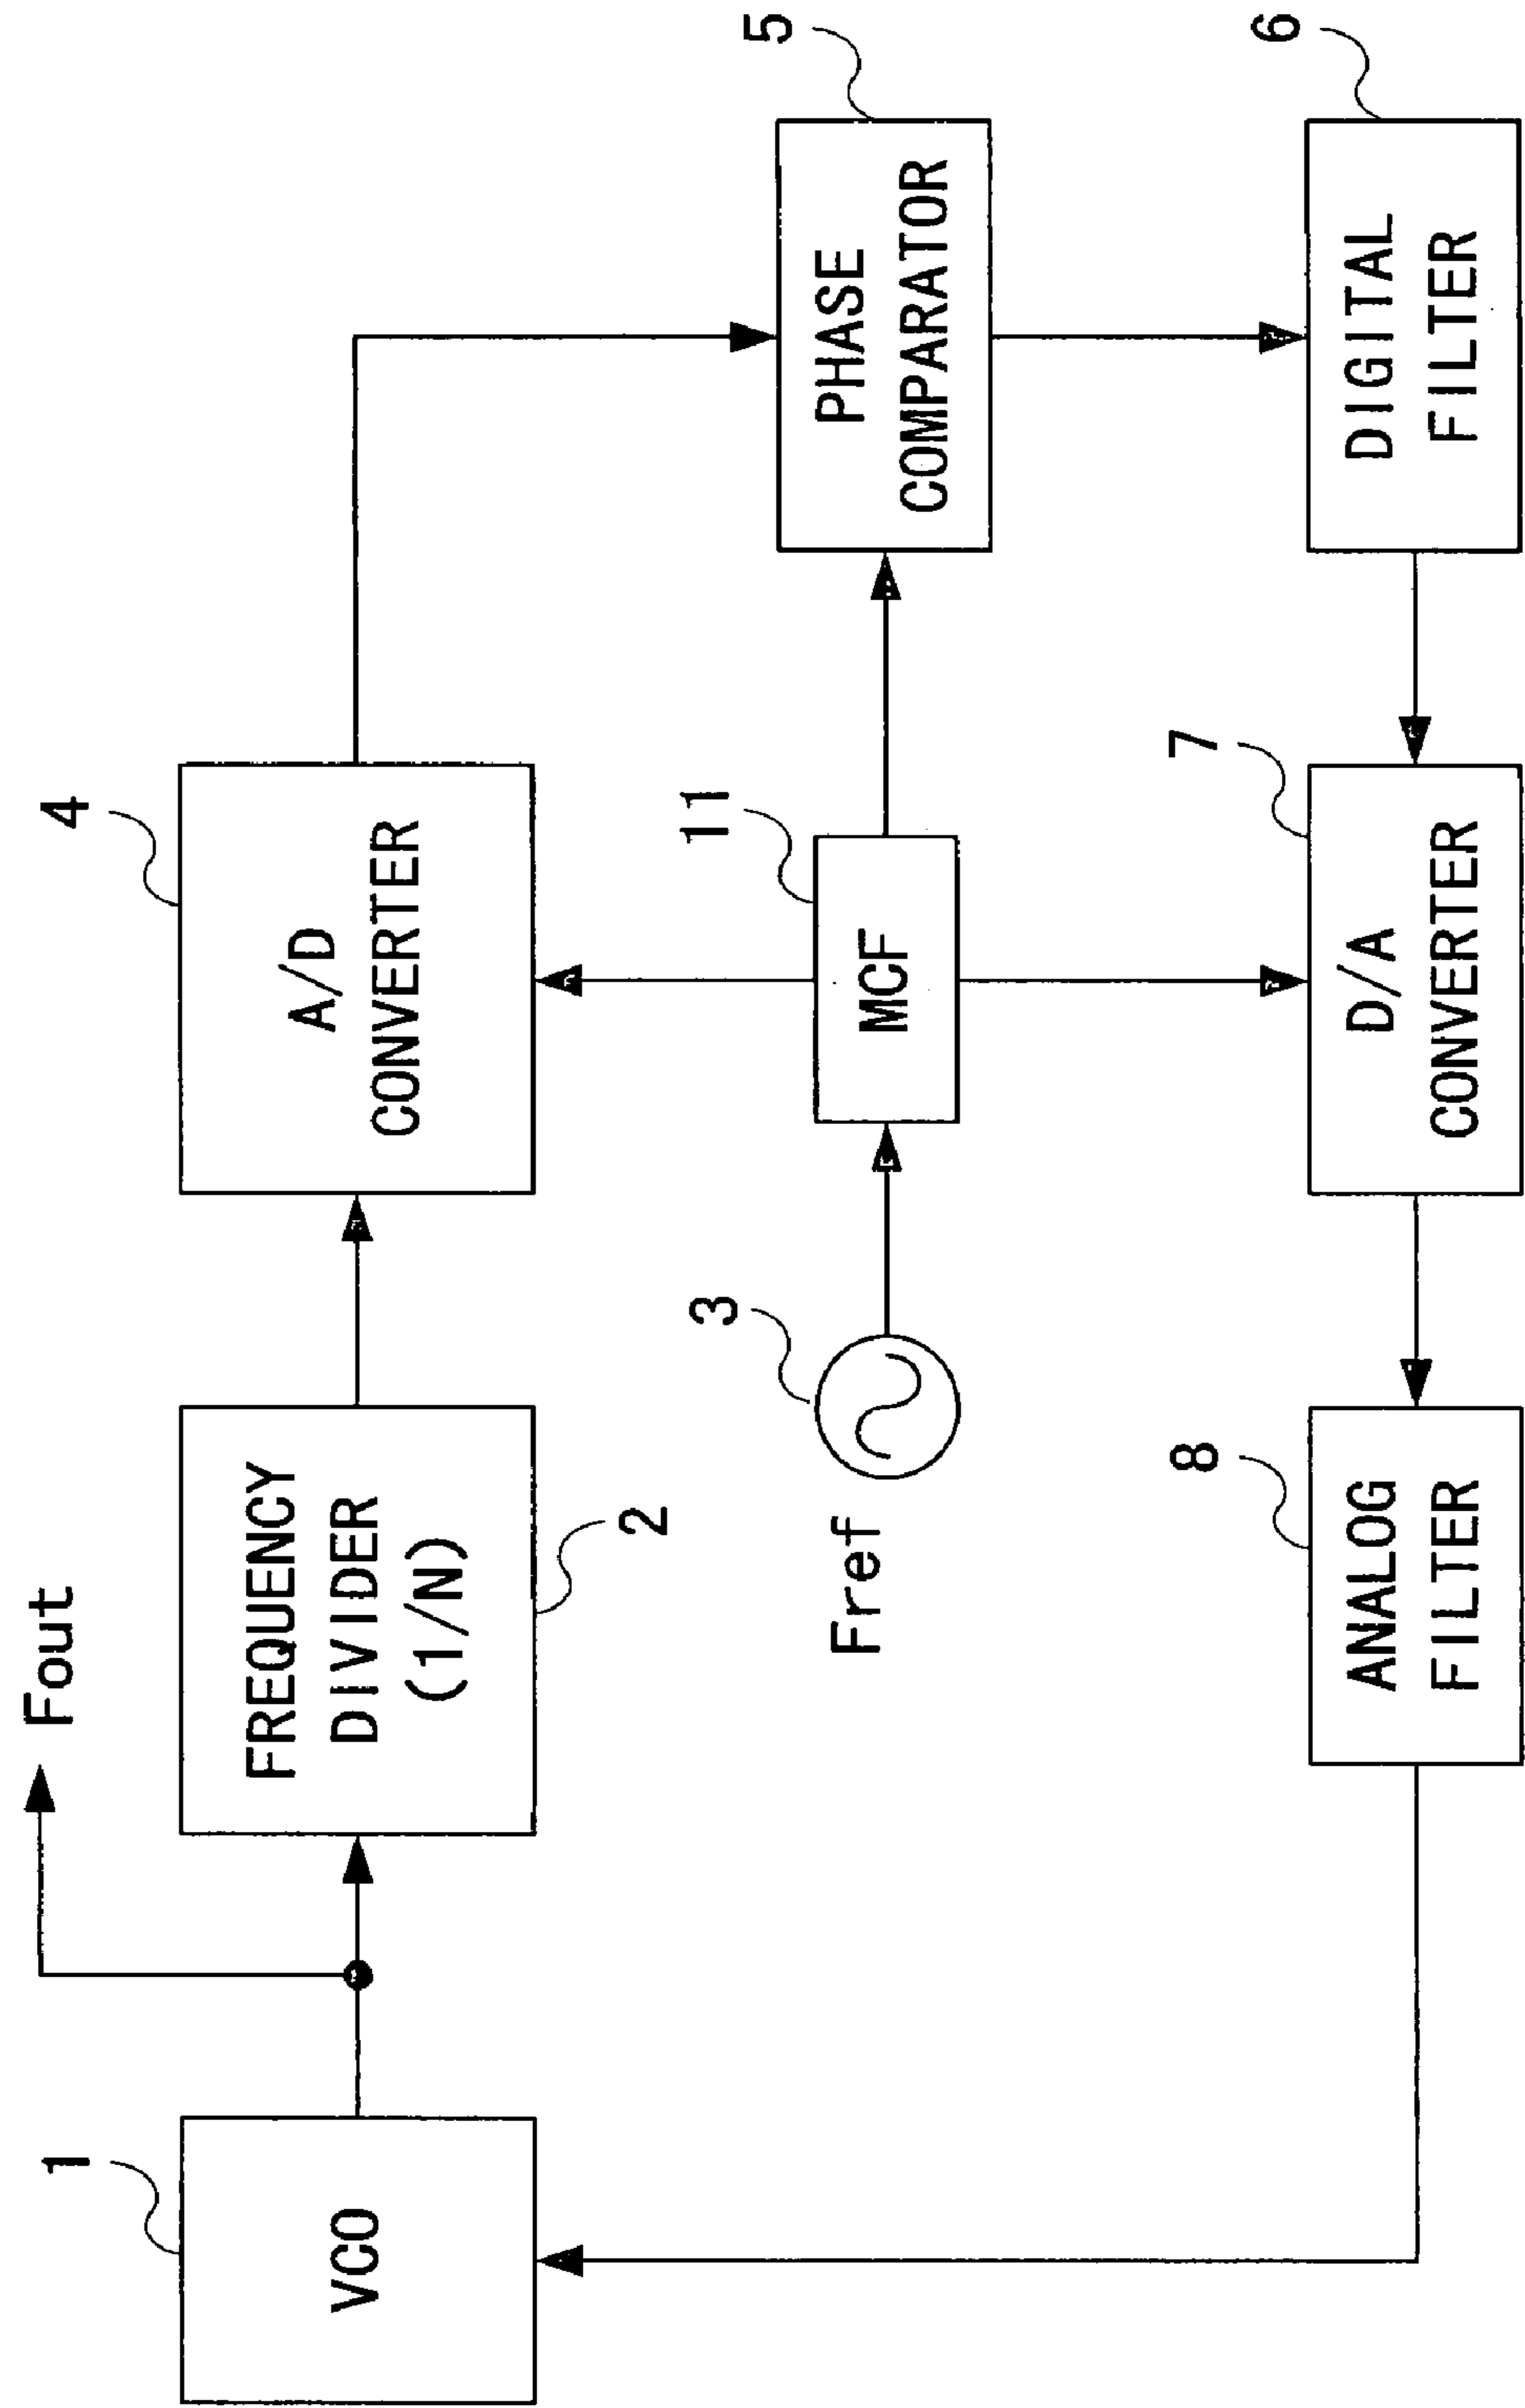 Fout
1
VCO
FREQUENCY
DIVIDER
(1/N)
2
4
A/D
CONVERTER
Fref
3
11
MCF
5
PHASE
COMPARATOR
8
ANALOG
FILTER
7
D/A
CONVERTER
6
DIGITAL
FILTER